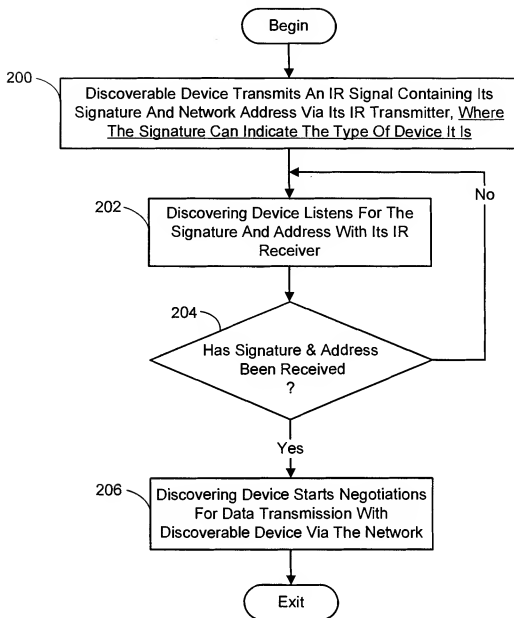 Begin
200
Discoverable Device Transmits An IR Signal Containing Its
Signature And Network Address Via Its IR Transmitter, Where
The Signature Can Indicate The Type Of Device It Is
No
202
Discovering Device Listens For The
Signature And Address With Its IR
Receiver
204
Has Signature & Address
Been Received
?
Yes
206
Discovering Device Starts Negotiations
For Data Transmission With
Discoverable Device Via The Network
Exit